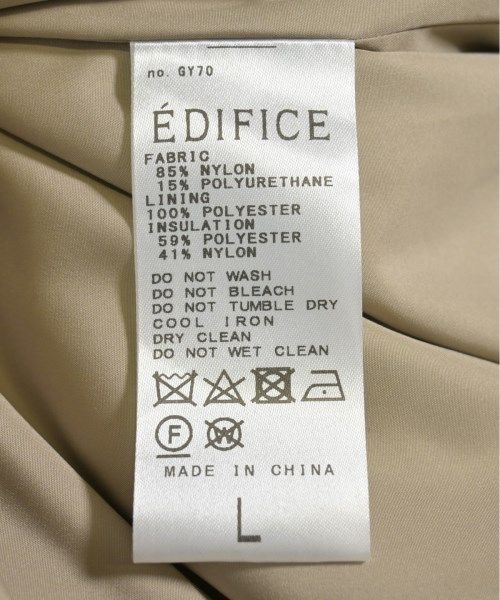 no. GY70
ÉDIFICE
FABRIC
85% NYLON
15% POLYURETHANE
LINING
100% POLYESTER
INSULATION
59% POLYESTER
41% NYLON
DO NOT WASH
DO NOT BLEACH
DO NOT TUMBLE DRY
COOL IRON
DRY CLEAN
DO NOT WET CLEAN
F W
MADE IN CHINA
L